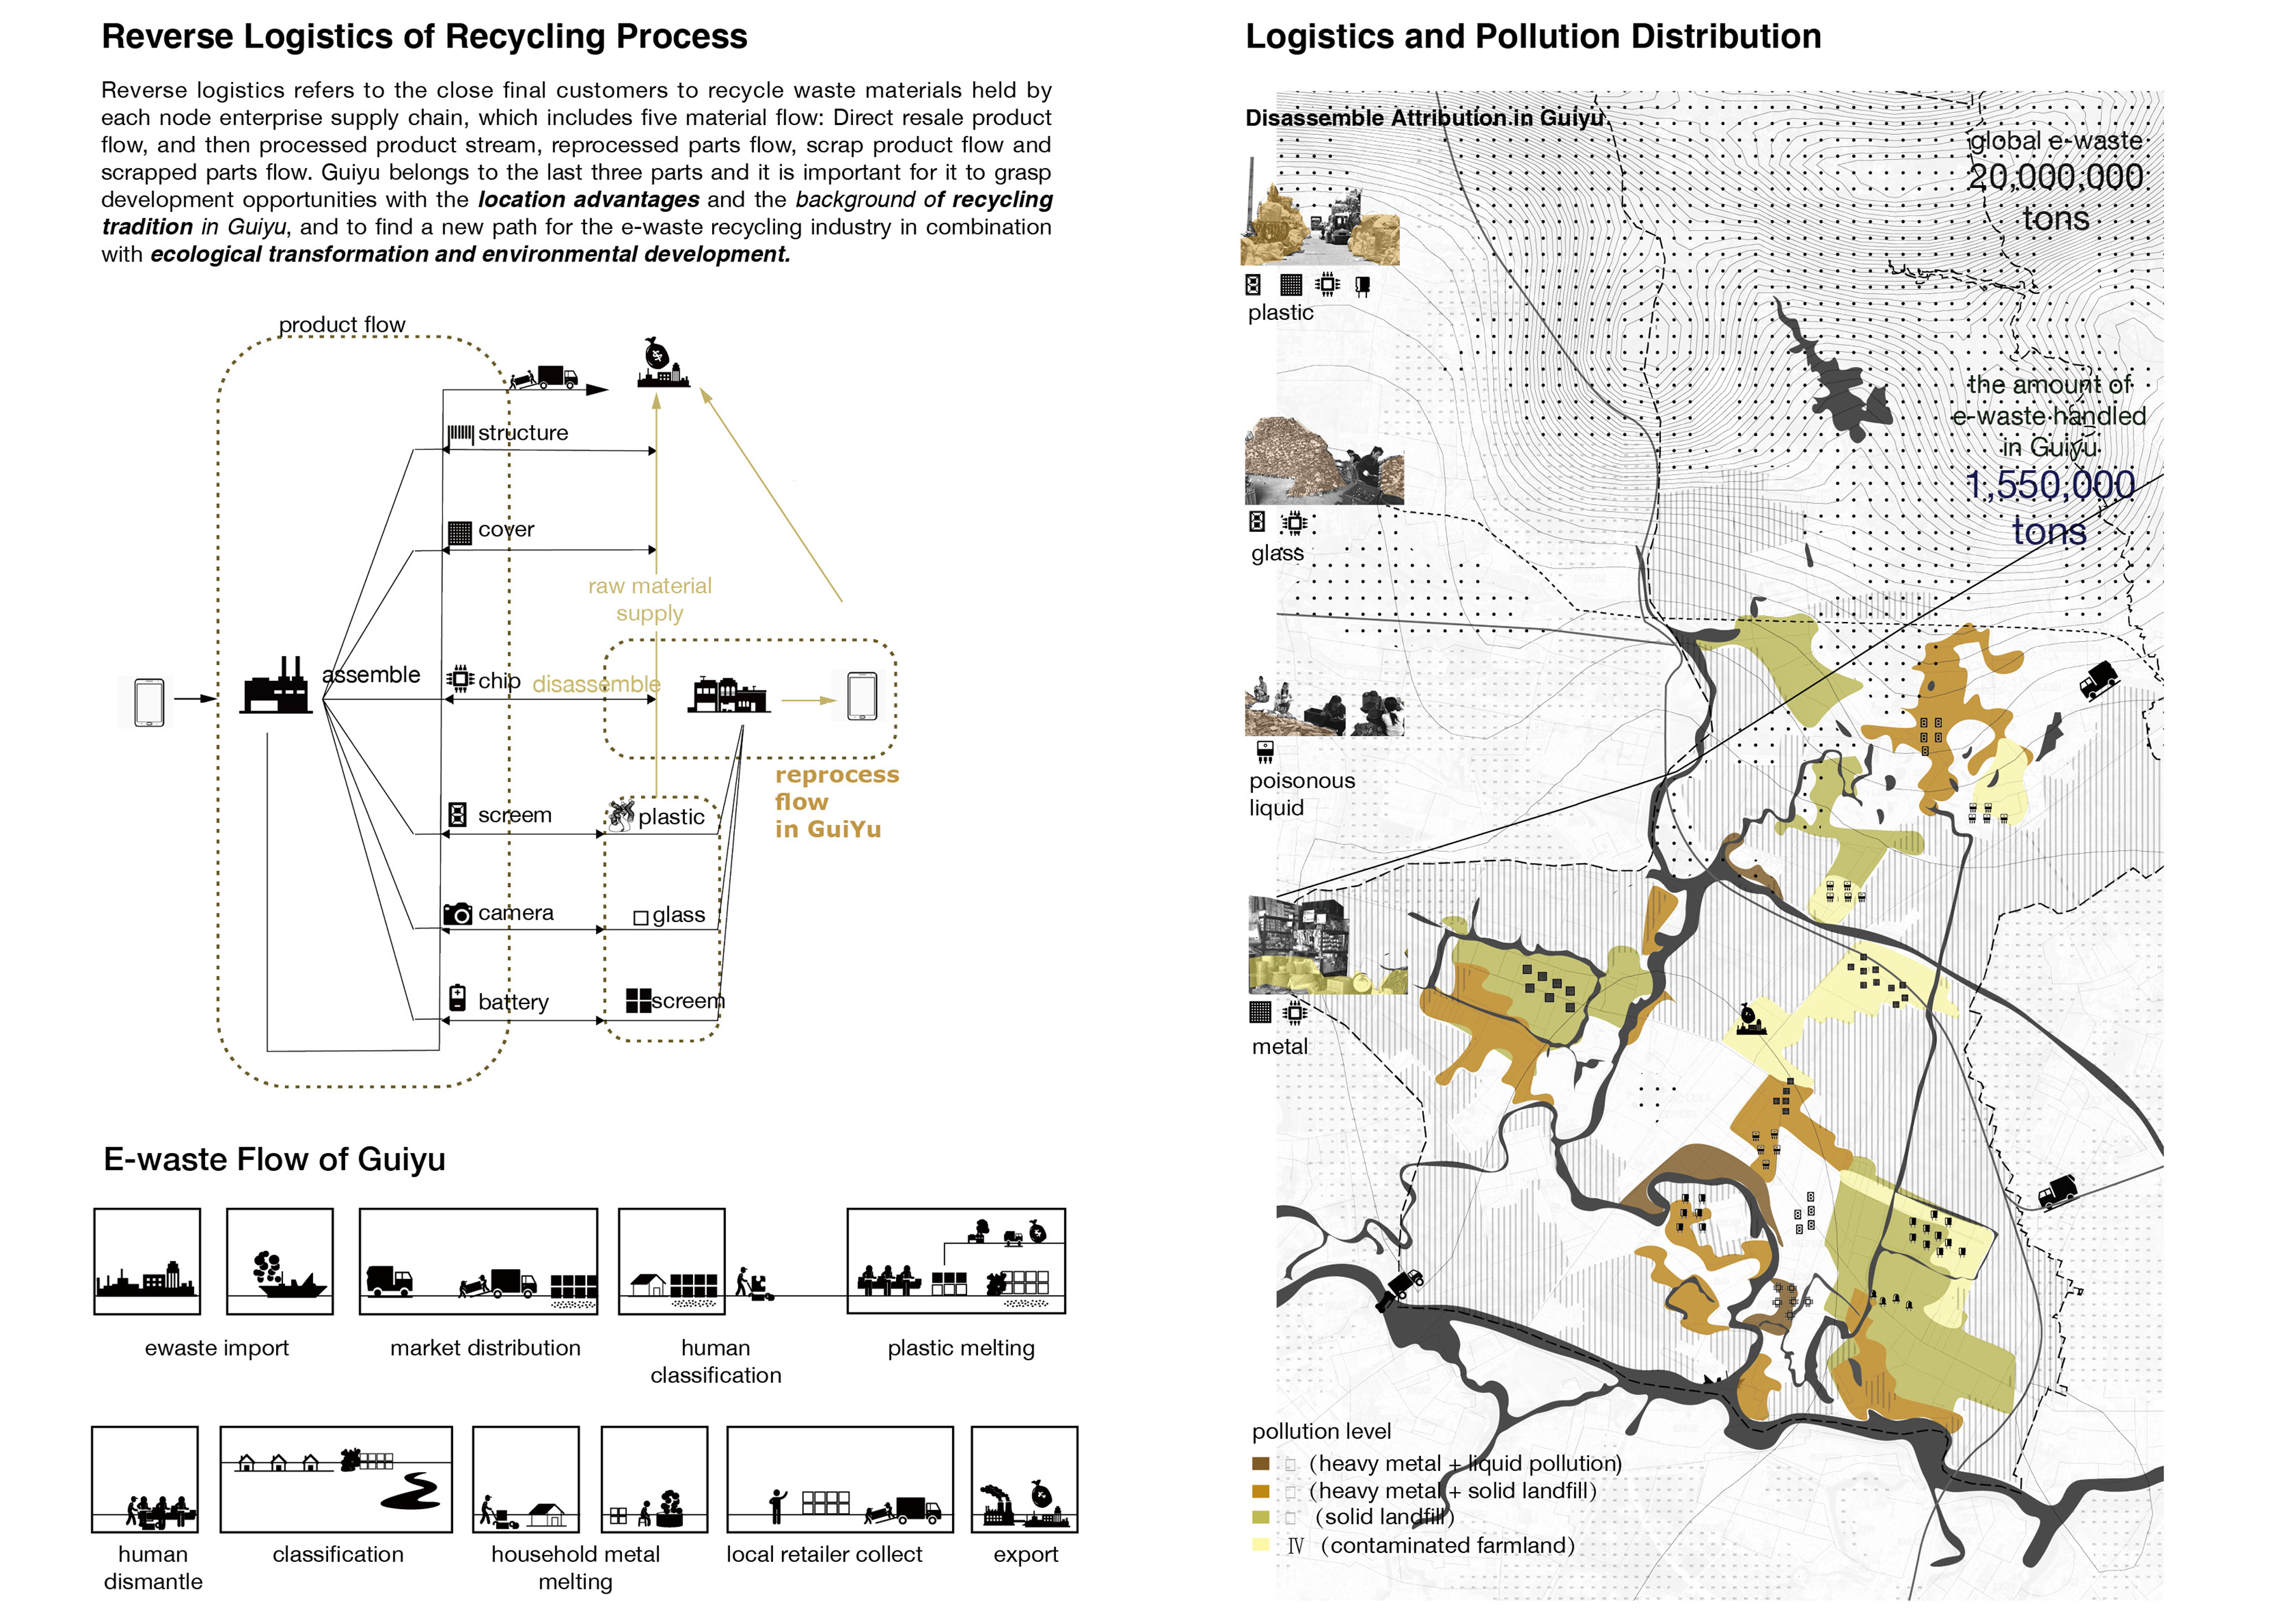 Reverse Logistics of Recycling Process
Reverse logistics refers to the close final customers to recycle waste materials held by
each node enterprise supply chain, which includes five material flow: Direct resale product
flow, and then processed product stream, reprocessed parts flow, scrap product flow and
scrapped parts flow. Guiyu belongs to the last three parts and it is important for it to grasp
development opportunities with the location advantages and the background of recycling
tradition in Guiyu, and to find a new path for the e-waste recycling industry in combination
with ecological transformation and environmental development.
product flow
structure
cover
raw material
supply
assemble
chip
disassemble
reprocess
flow
in GuiYu
screem
plastic
camera
glass
battery
screem
E-waste Flow of Guiyu
ewaste import
market distribution
human
classification
plastic melting
human
dismantle
classification
household metal
melting
local retailer collect
export
Logistics and Pollution Distribution
Disassemble Attribution in Guiyu
global e-waste
20,000,000
tons
plastic
the amount of
e-waste handled
in Guiyu
1,550,000
tons
glass
poisonous
liquid
metal
pollution level
(heavy metal + liquid pollution)
(heavy metal + solid landfill)
(solid landfill)
IV (contaminated farmland)